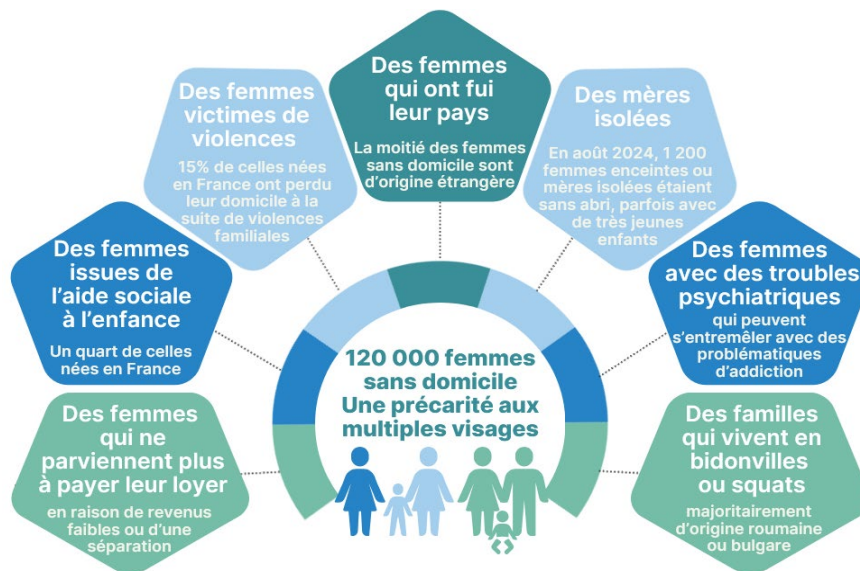 Des femmes
qui ont fui
leur pays
La moitié des femmes
sans domicile sont
d'origine étrangère
Des femmes
victimes de
violences
15% de celles nées
en France ont perdu
leur domicile à la
suite de violences
familiales
Des mères
isolées
En août 2024, 1 200
femmes enceintes ou
mères isolées étaient
sans abri, parfois avec
de très jeunes
enfants
Des femmes
issues de
l'aide sociale
à l'enfance
Un quart de celles
nées en France
Des femmes
avec des troubles
psychiatriques
qui peuvent
s'entremêler avec des
problématiques
d'addiction
120 000 femmes
sans domicile
Une précarité aux
multiples visages
Des femmes
qui ne
parviennent plus
à payer leur loyer
en raison de revenus
faibles ou d'une
séparation
Des familles
qui vivent en
bidonvilles
ou squats
majoritairement
d'origine roumaine
ou bulgare